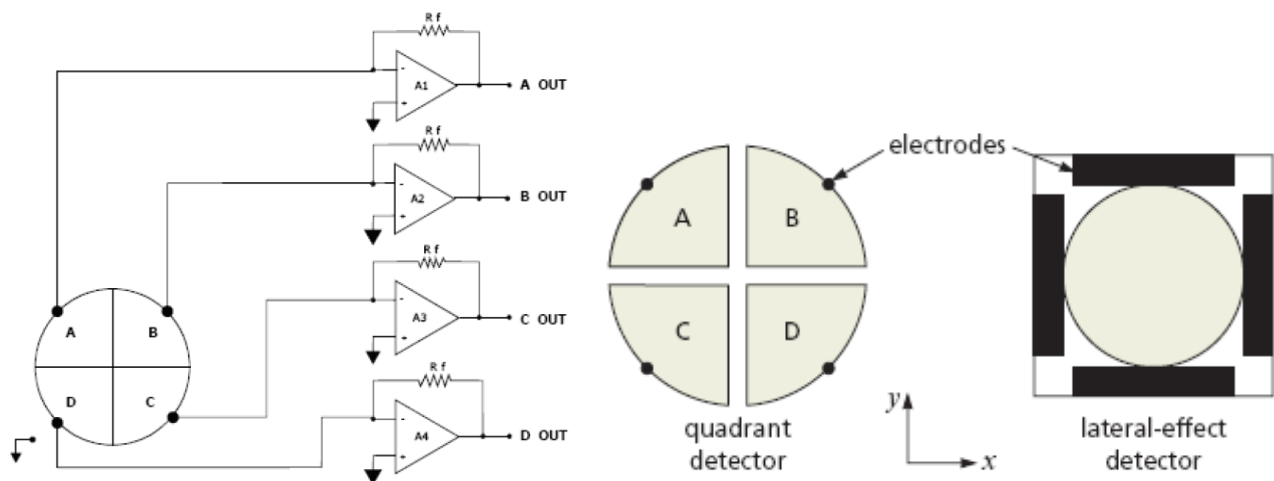 R f
A1
-
+
A OUT
R f
A2
-
+
B OUT
R f
A3
-
+
C OUT
R f
A4
-
+
D OUT
A B
D C
electrodes
A B
C D
quadrant
detector
y
x
lateral-effect
detector